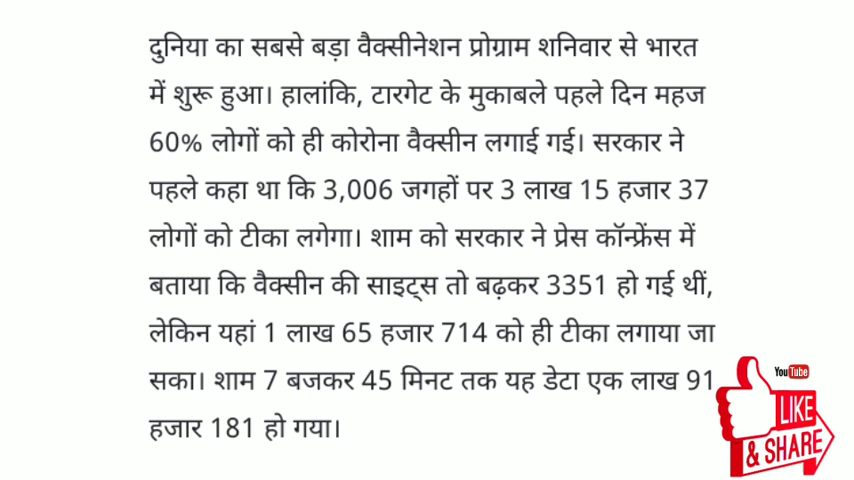 दुनिया का सबसे बड़ा वैक्सीनेशन प्रोग्राम शनिवार से भारत
में शुरू हुआ। हालांकि, टारगेट के मुकाबले पहले दिन महज
60% लोगों को ही कोरोना वैक्सीन लगाई गई। सरकार ने
पहले कहा था कि 3,006 जगहों पर 3 लाख 15 हजार 37
लोगों को टीका लगेगा। शाम को सरकार ने प्रेस कॉन्फ्रेंस में
बताया कि वैक्सीन की साइट्स तो बढ़कर 3351 हो गई थीं,
लेकिन यहां 1 लाख 65 हजार 714 को ही टीका लगाया जा
सका। शाम 7 बजकर 45 मिनट तक यह डेटा एक लाख 91
हजार 181 हो गया।
YouTube
LIKE
& SHARE